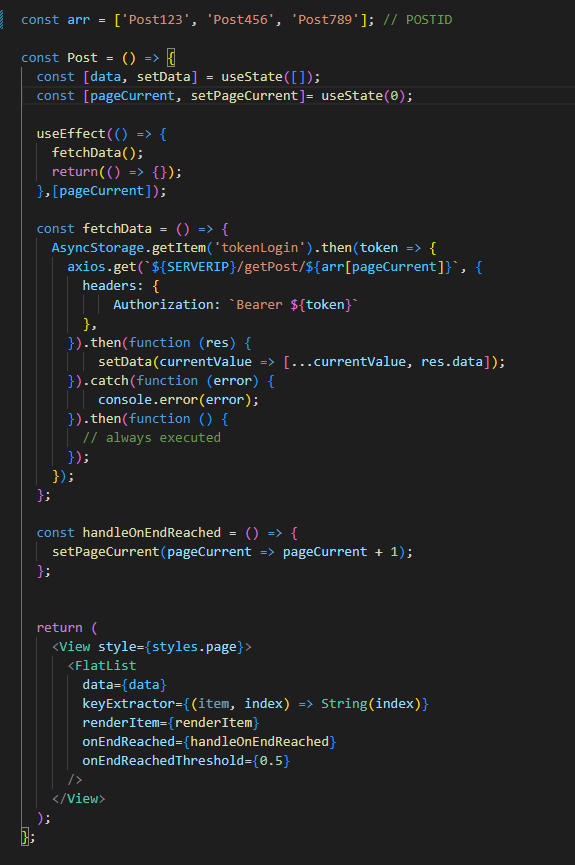 const arr = ['Post123', 'Post456', 'Post789']; // POSTID
const Post = () => {
const [data, setData] = useState([]);
const [pageCurrent, setPageCurrent]= useState(0);
useEffect(() => {
fetchData();
return(() => {});
},[pageCurrent]);
const fetchData = () => {
AsyncStorage.getItem('tokenLogin').then(token => {
axios.get(`${SERVERIP}/getPost/${arr[pageCurrent]}`, {
headers: {
Authorization: `Bearer ${token}`
},
}).then(function (res) {
setData(currentValue => [...currentValue, res.data]);
}).catch(function (error) {
console.error(error);
}).then(function () {
// always executed
});
});
};
const handleOnEndReached = () => {
setPageCurrent(pageCurrent => pageCurrent + 1);
};
return (
<View style={styles.page}>
<FlatList
data={data}
keyExtractor={(item, index) => String(index)}
renderItem={renderItem}
onEndReached={handleOnEndReached}
onEndReachedThreshold={0.5}
/>
</View>
);
};